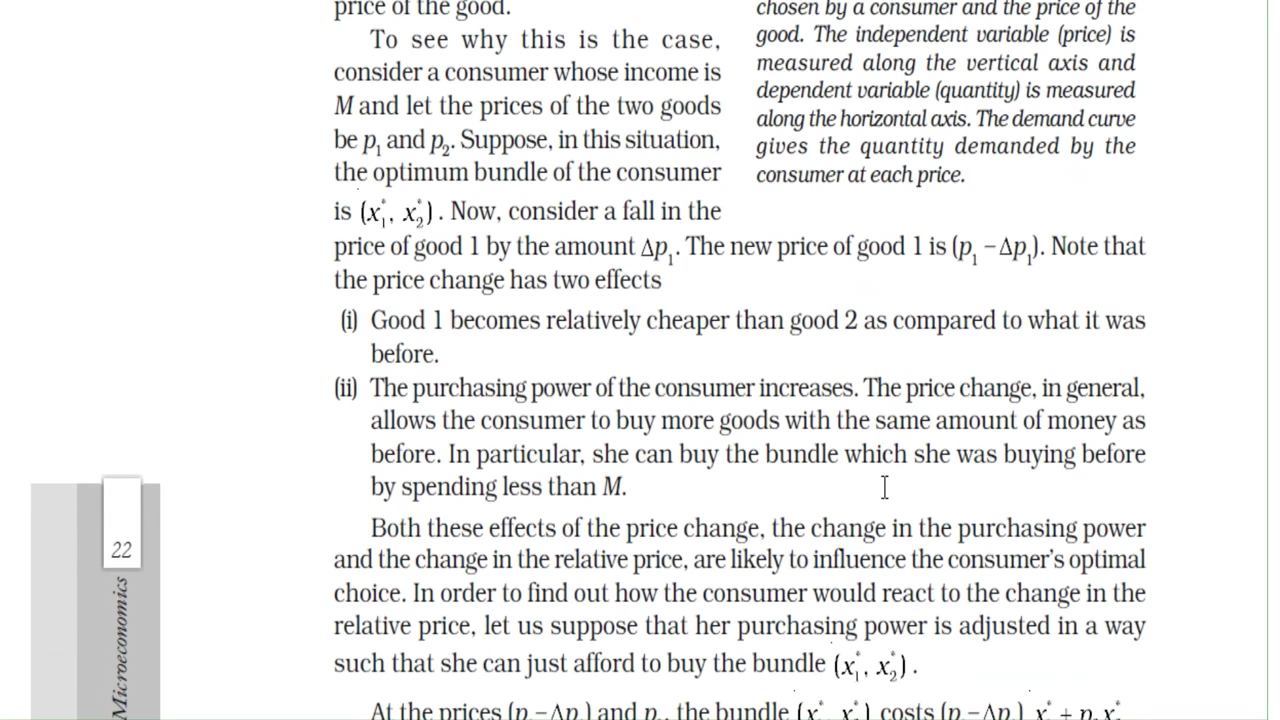 price of the good.
To see why this is the case,
consider a consumer whose income is
M and let the prices of the two goods
be p₁ and p₂. Suppose, in this situation,
the optimum bundle of the consumer
is (x₁*, x₂*). Now, consider a fall in the
chosen by a consumer and the price of the
good. The independent variable (price) is
measured along the vertical axis and
dependent variable (quantity) is measured
along the horizontal axis. The demand curve
gives the quantity demanded by the
consumer at each price.
price of good 1 by the amount Δp₁. The new price of good 1 is (p₁ – Δp₁). Note that
the price change has two effects
(i) Good 1 becomes relatively cheaper than good 2 as compared to what it was
before.
(ii) The purchasing power of the consumer increases. The price change, in general,
allows the consumer to buy more goods with the same amount of money as
before. In particular, she can buy the bundle which she was buying before
by spending less than M.
Both these effects of the price change, the change in the purchasing power
and the change in the relative price, are likely to influence the consumer's optimal
choice. In order to find out how the consumer would react to the change in the
relative price, let us suppose that her purchasing power is adjusted in a way
such that she can just afford to buy the bundle (x₁*, x₂*).
At the prices (p – Δp ) and p , the bundle (x* x*) costs (p – Δp ) x* + p x*
22
Microeconomics